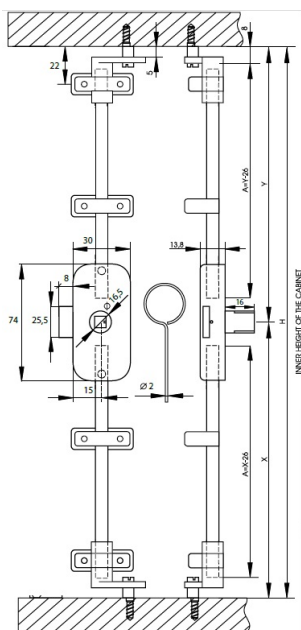 8
22
5
A=Y-26
Y
30
13,8
8
Ø 16,5
16
74
25,5
H
INNER HEIGHT OF THE CABINET
15
Ø 2
A=X-26
X